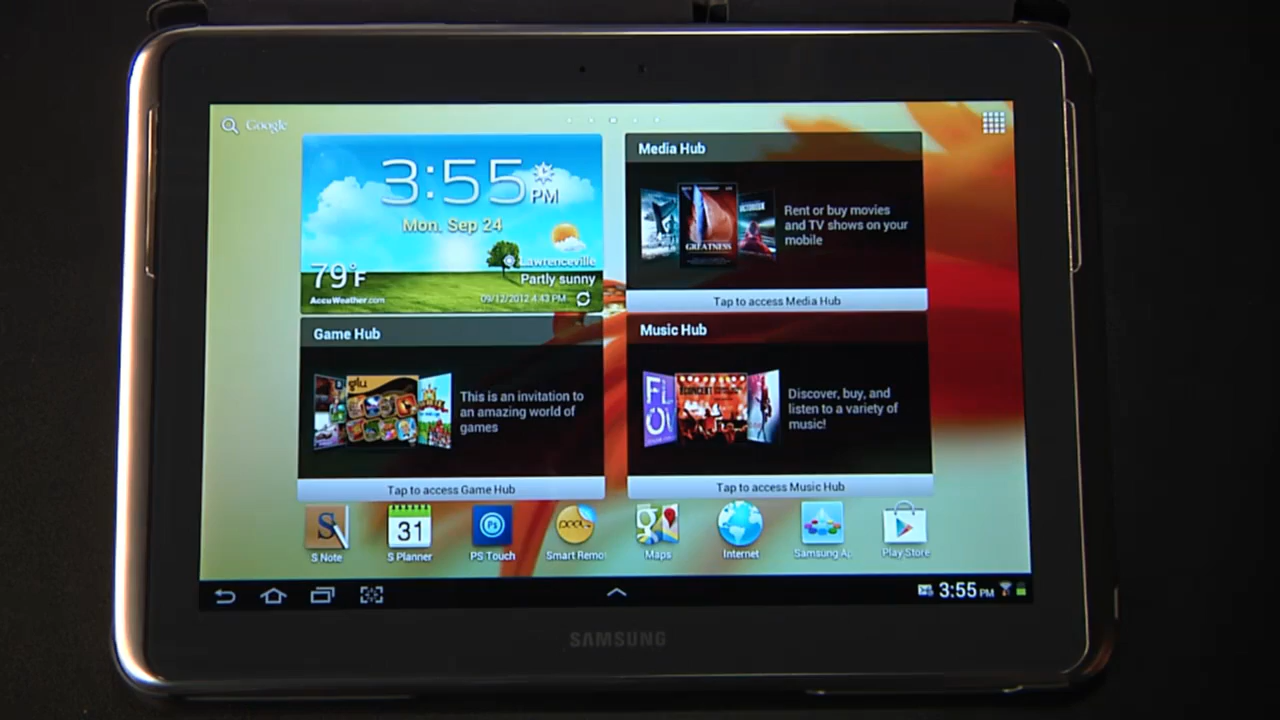 Google
3:55 PM
Mon. Sep 24
79°F
Lawrenceville
Partly sunny
AccuWeather.com
09/12/2012 4:43 PM
Media Hub
GREATNESS
Rent or buy movies
and TV shows on your
mobile
Tap to access Media Hub
Game Hub
glu
This is an invitation to
an amazing world of
games
Tap to access Game Hub
Music Hub
CONCERT
Discover, buy, and
listen to a variety of
music!
Tap to access Music Hub
S
31
Ps
peel
g
S Note
S Planner
PS Touch
Smart Remo
Maps
Internet
Samsung Ap
Play Store
3:55 PM
SAMSUNG